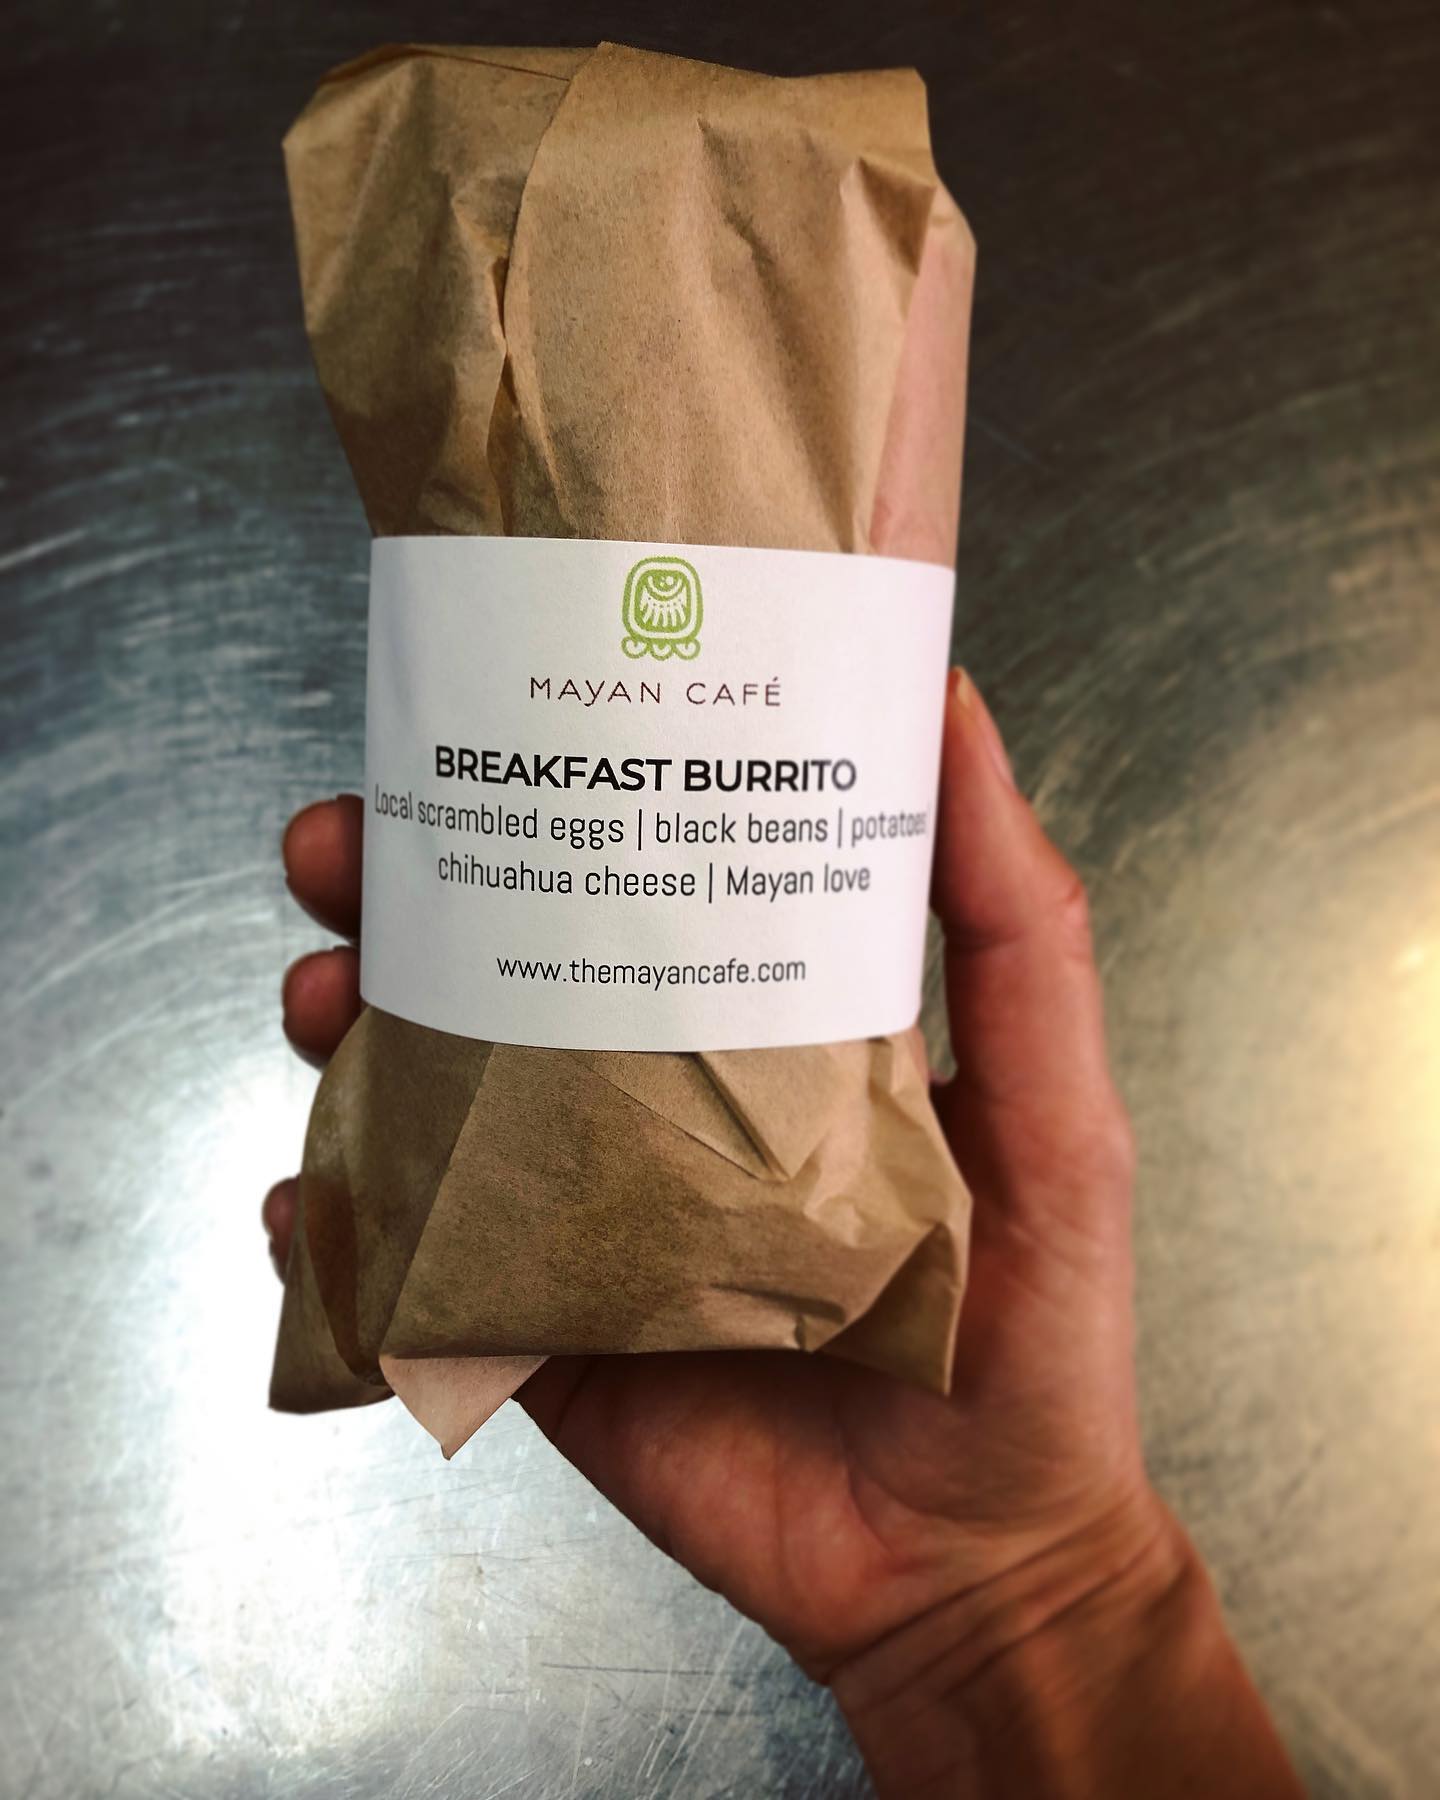 MAYAN CAFÉ
BREAKFAST BURRITO
Local scrambled eggs | black beans | potatoes
chihuahua cheese | Mayan love
www.themayancafe.com